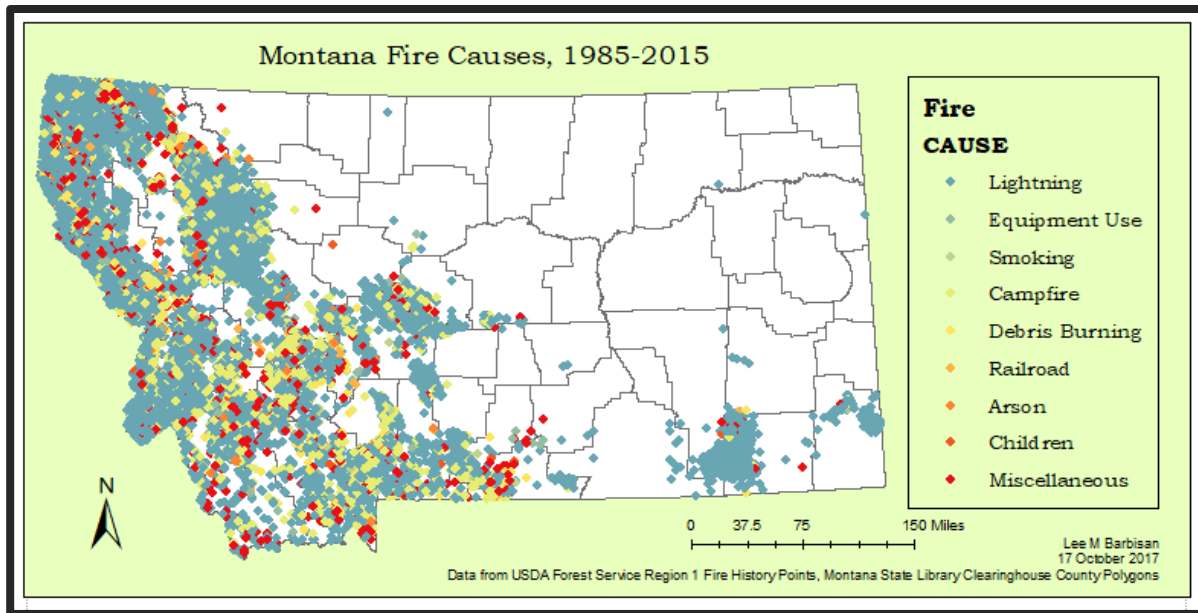 Montana Fire Causes, 1985-2015
Fire
CAUSE
Lightning
Equipment Use
Smoking
Campfire
Debris Burning
Railroad
Arson
Children
Miscellaneous
N
0 37.5 75 150 Miles
Lee M Barbisan
17 October 2017
Data from USDA Forest Service Region 1 Fire History Points, Montana State Library Clearinghouse County Polygons